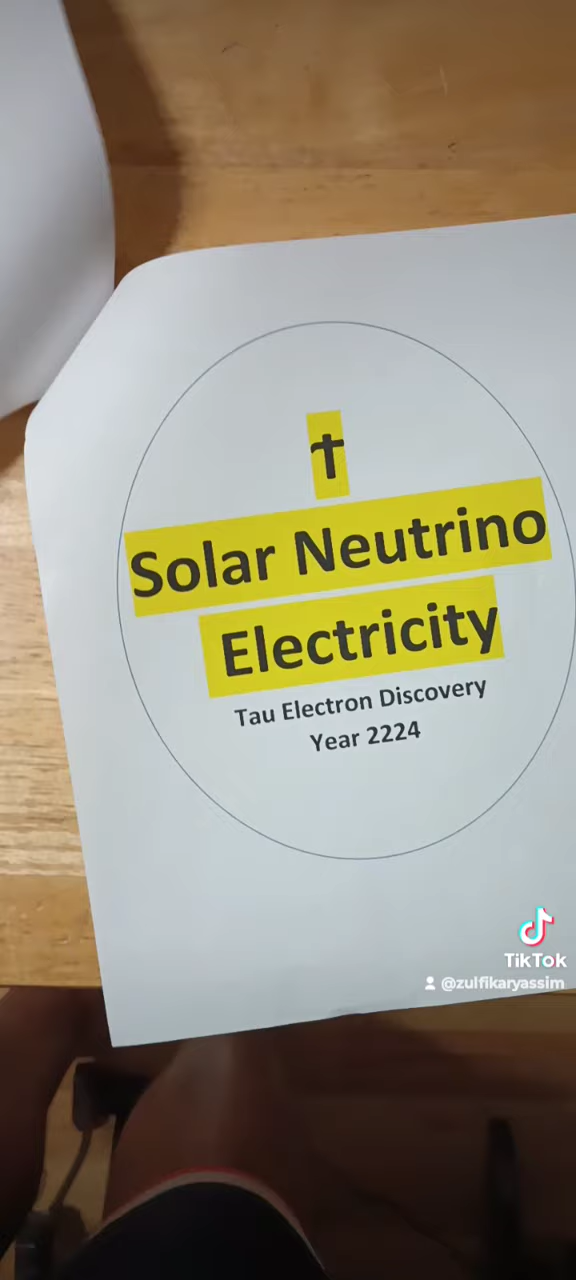 †
Solar Neutrino
Electricity
Tau Electron Discovery
Year 2224
TikTok
@zulfikaryassim